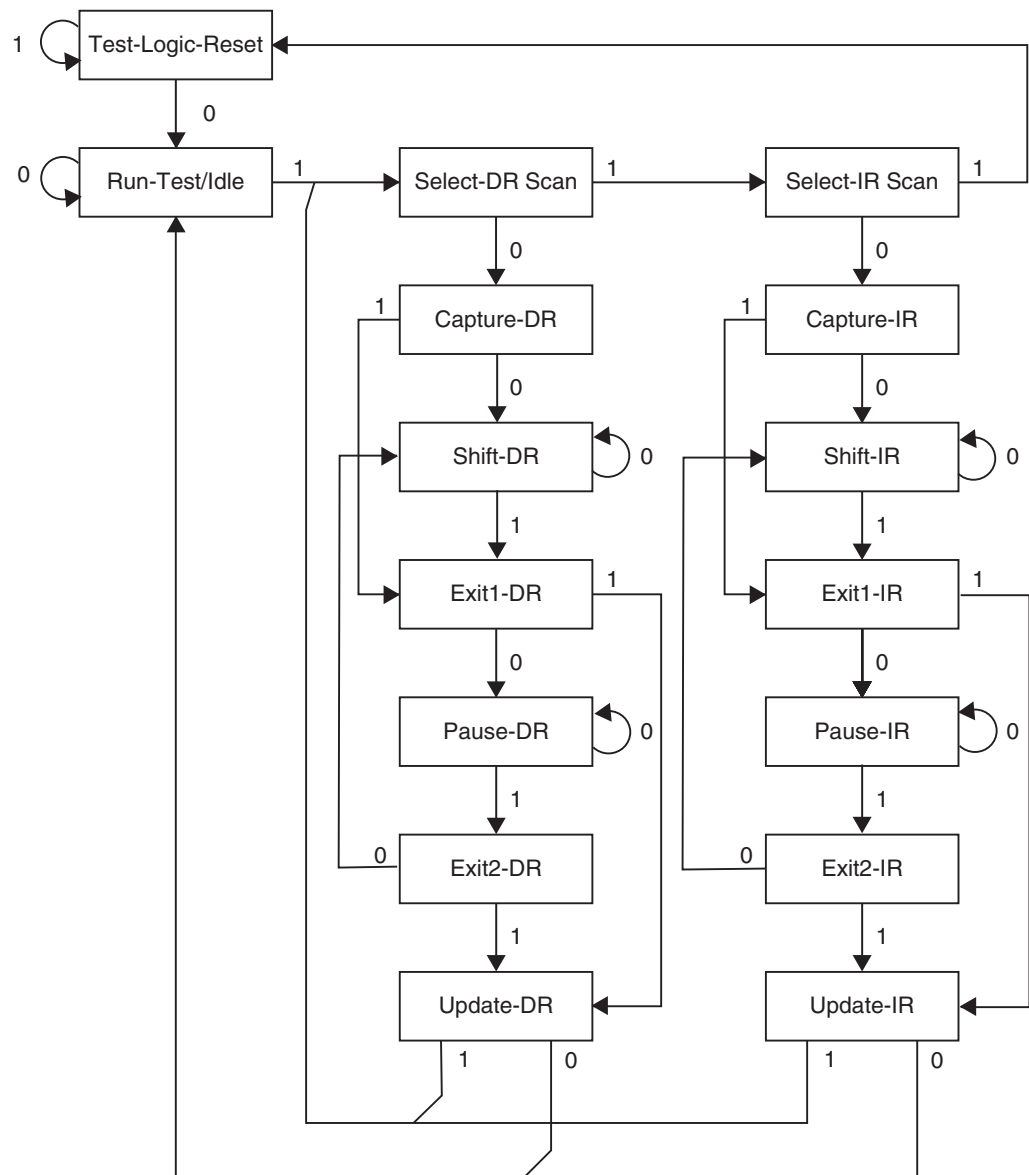 1 Test-Logic-Reset
0
0 Run-Test/Idle 1 Select-DR Scan 1 Select-IR Scan 1
0 0
1 Capture-DR 1 Capture-IR
0 0
Shift-DR 0 Shift-IR 0
1 1
Exit1-DR 1 Exit1-IR 1
0 0
Pause-DR 0 Pause-IR 0
1 1
0 Exit2-DR 0 Exit2-IR
1 1
Update-DR Update-IR
1 0 1 0